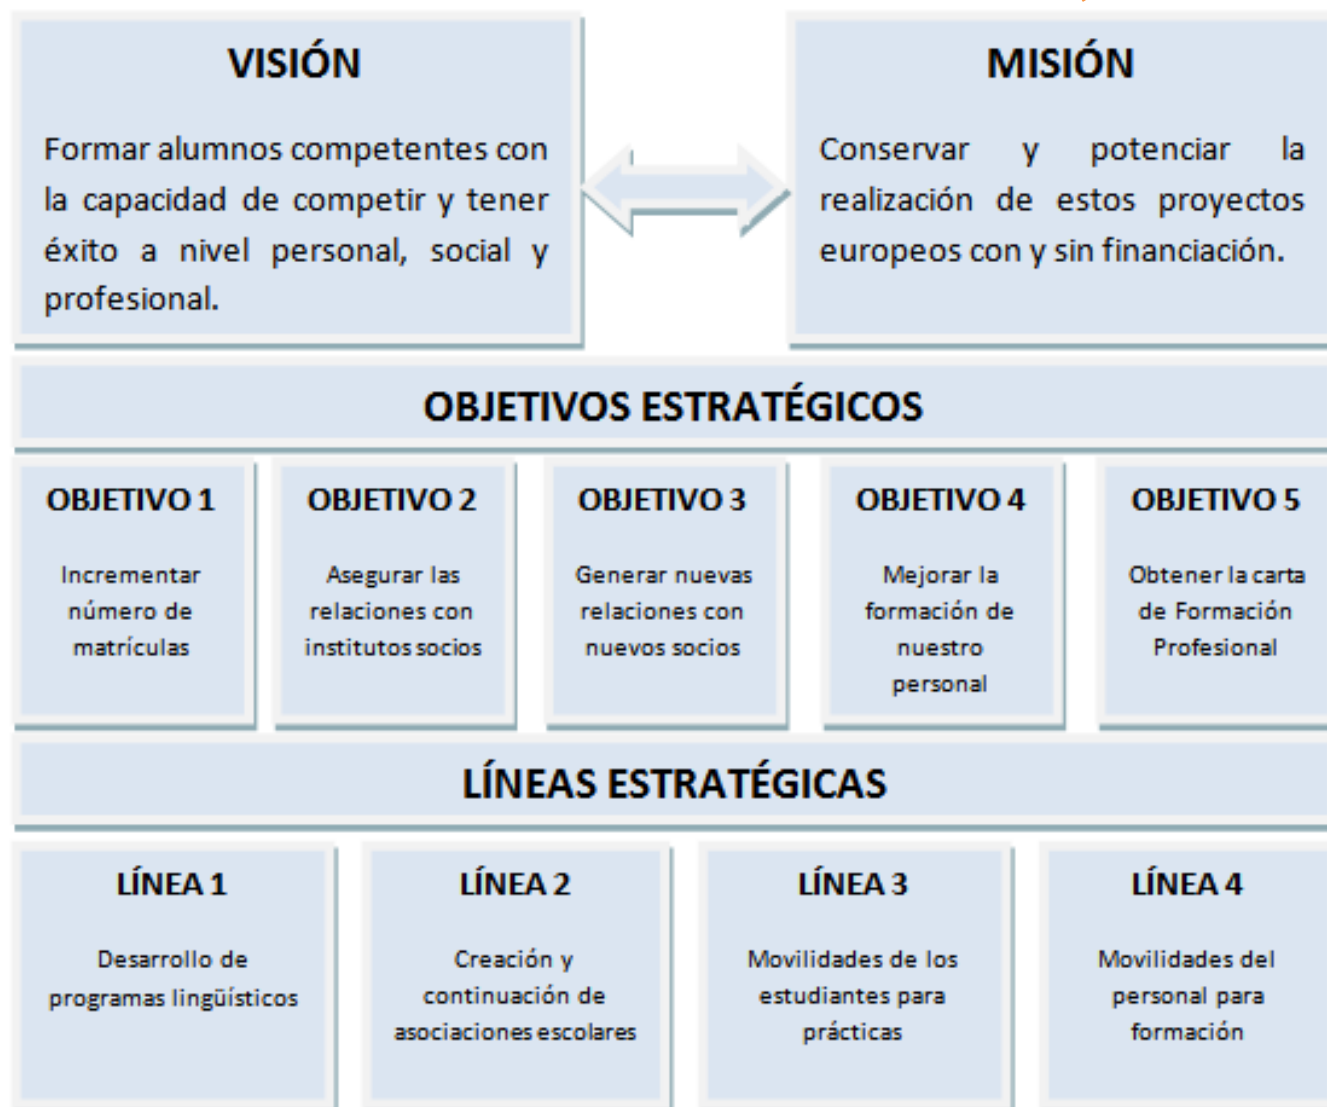 VISIÓN
Formar alumnos competentes con
la capacidad de competir y tener
éxito a nivel personal, social y
profesional.
MISIÓN
Conservar y potenciar la
realización de estos proyectos
europeos con y sin financiación.
OBJETIVOS ESTRATÉGICOS
OBJETIVO 1
Incrementar
número de
matrículas
OBJETIVO 2
Asegurar las
relaciones con
institutos socios
OBJETIVO 3
Generar nuevas
relaciones con
nuevos socios
OBJETIVO 4
Mejorar la
formación de
nuestro
personal
OBJETIVO 5
Obtener la carta
de Formación
Profesional
LÍNEAS ESTRATÉGICAS
LÍNEA 1
Desarrollo de
programas lingüísticos
LÍNEA 2
Creación y
continuación de
asociaciones escolares
LÍNEA 3
Movilidades de los
estudiantes para
prácticas
LÍNEA 4
Movilidades del
personal para
formación